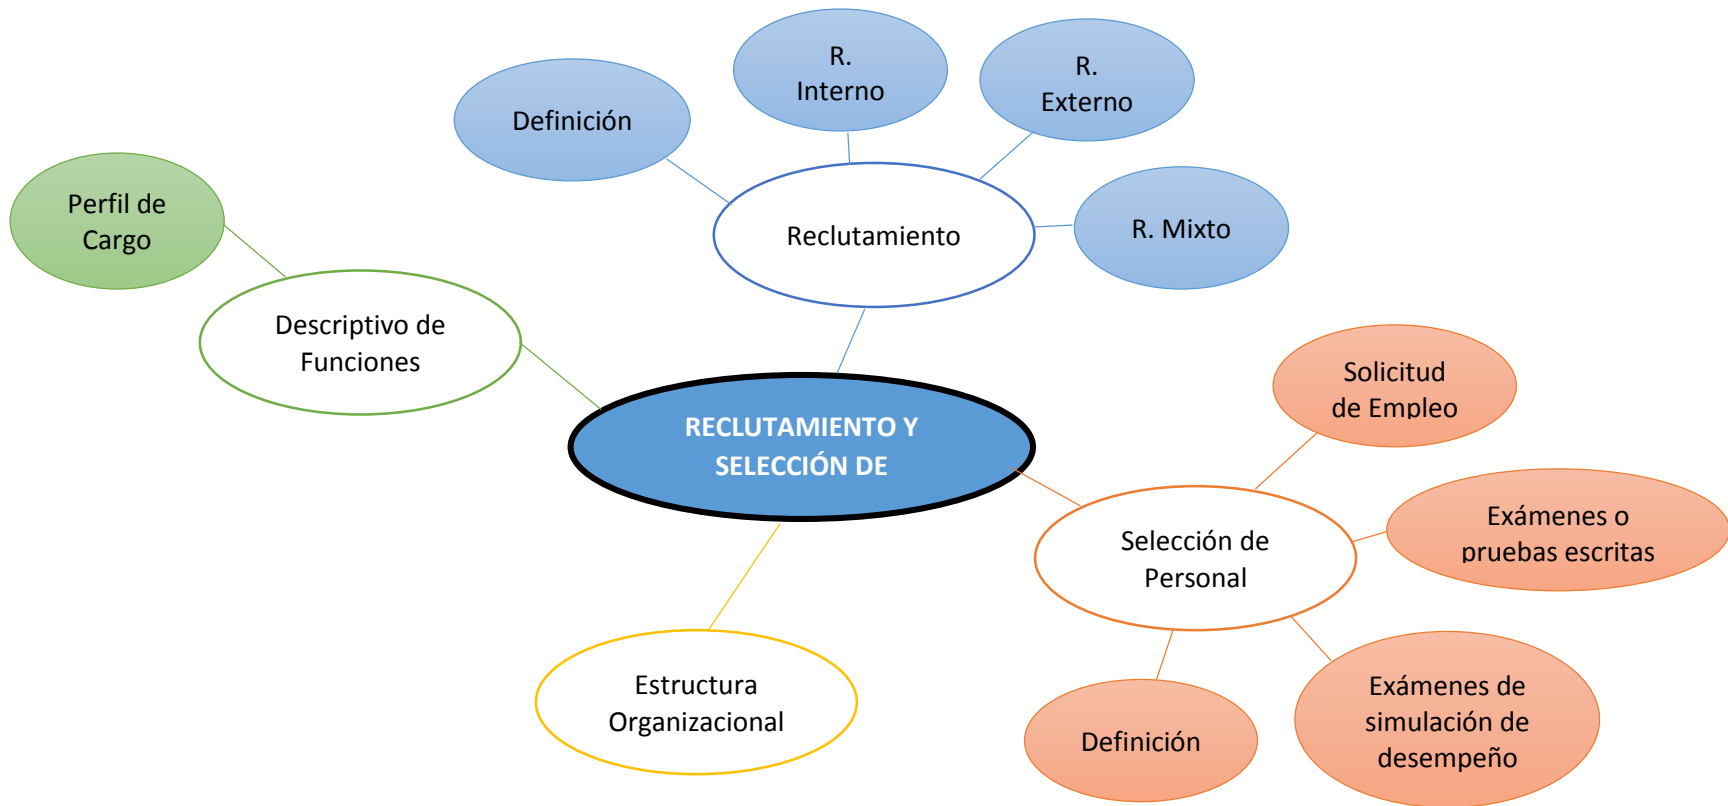 R.
Interno
R.
Externo
Definición
Perfil de
Cargo
Reclutamiento
R. Mixto
Descriptivo de
Funciones
Solicitud
de Empleo
RECLUTAMIENTO Y
SELECCIÓN DE
Exámenes o
pruebas escritas
Selección de
Personal
Estructura
Organizacional
Definición
Exámenes de
simulación de
desempeño